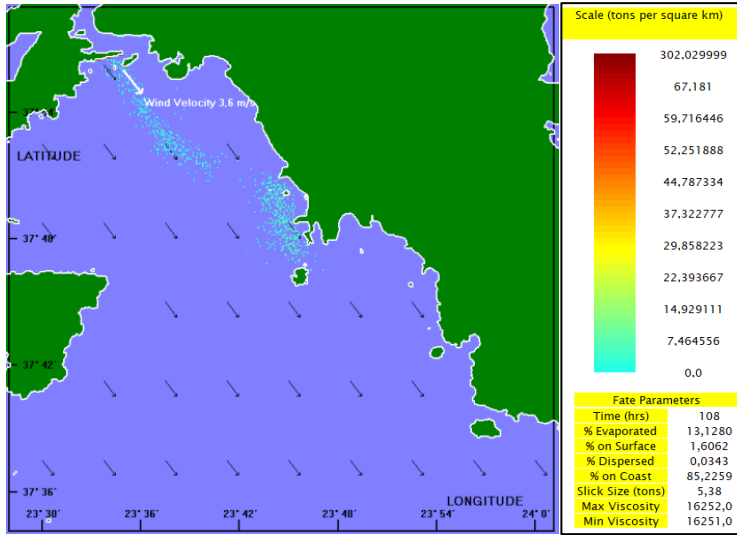 Wind Velocity 3,6 m/s
37° 54'
LATITUDE
37° 48'
37° 42'
37° 36'
LONGITUDE
23° 30' 23° 36' 23° 42' 23° 48' 23° 54' 24° 0'
Scale (tons per square km)
302,029999
67,181
59,716446
52,251888
44,787334
37,322777
29,858223
22,393667
14,929111
7,464556
0,0
Fate Parameters
Time (hrs) 108
% Evaporated 13,1280
% on Surface 1,6062
% Dispersed 0,0343
% on Coast 85,2259
Slick Size (tons) 5,38
Max Viscosity 16252,0
Min Viscosity 16251,0